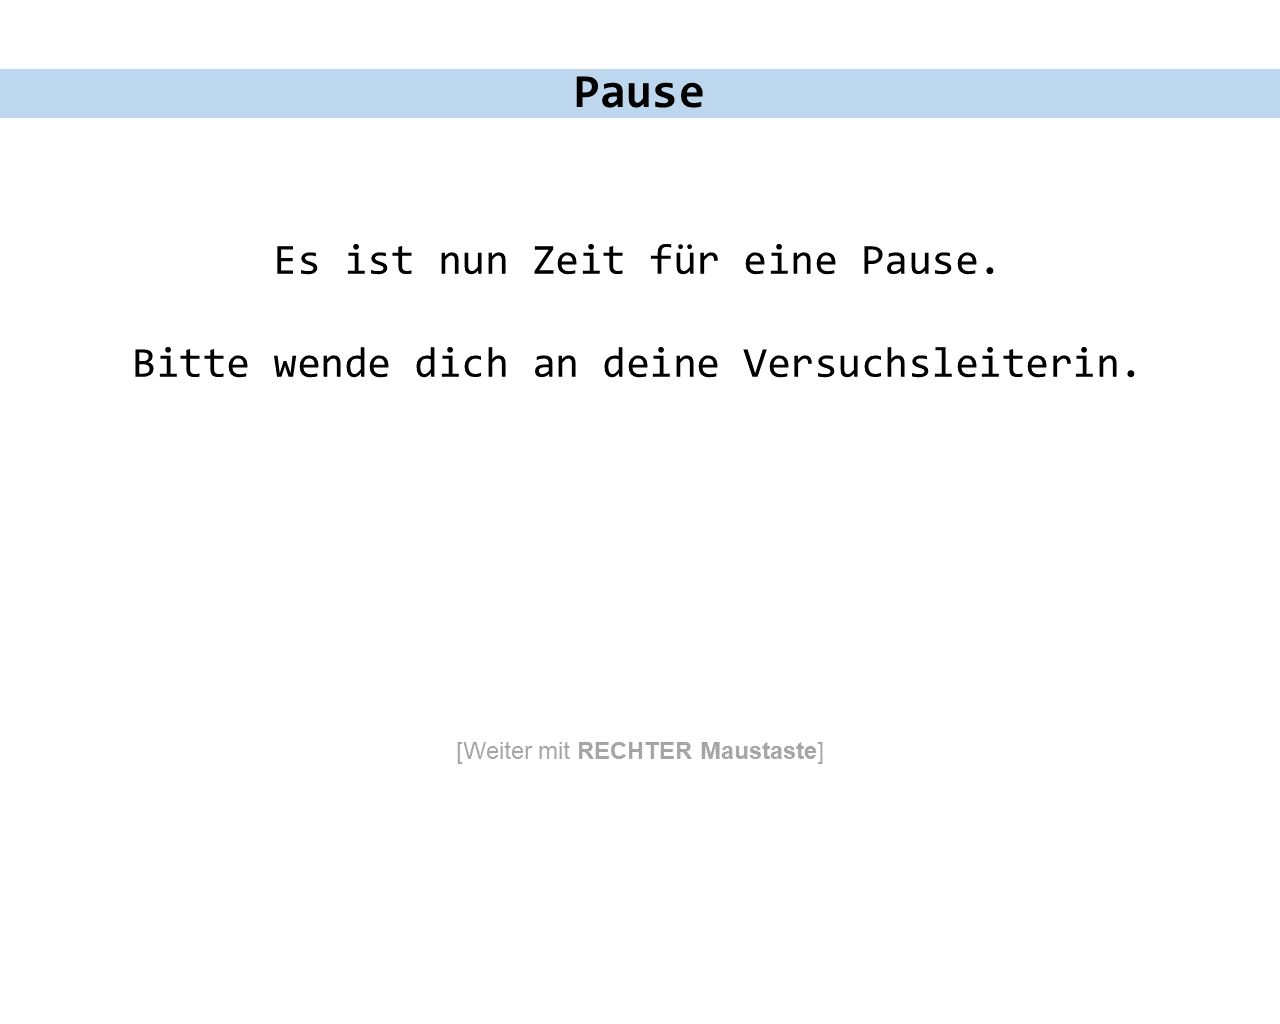 Pause
Es ist nun Zeit für eine Pause.
Bitte wende dich an deine Versuchsleiterin.
[Weiter mit RECHTER Maustaste]